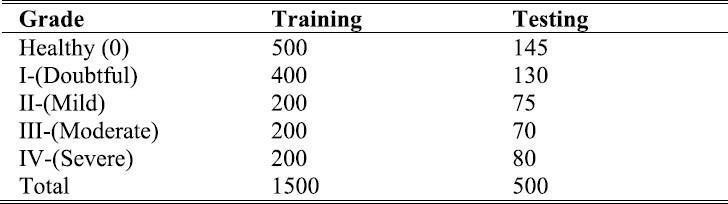 Grade Training Testing
Healthy (0) 500 145
I-(Doubtful) 400 130
II-(Mild) 200 75
III-(Moderate) 200 70
IV-(Severe) 200 80
Total 1500 500